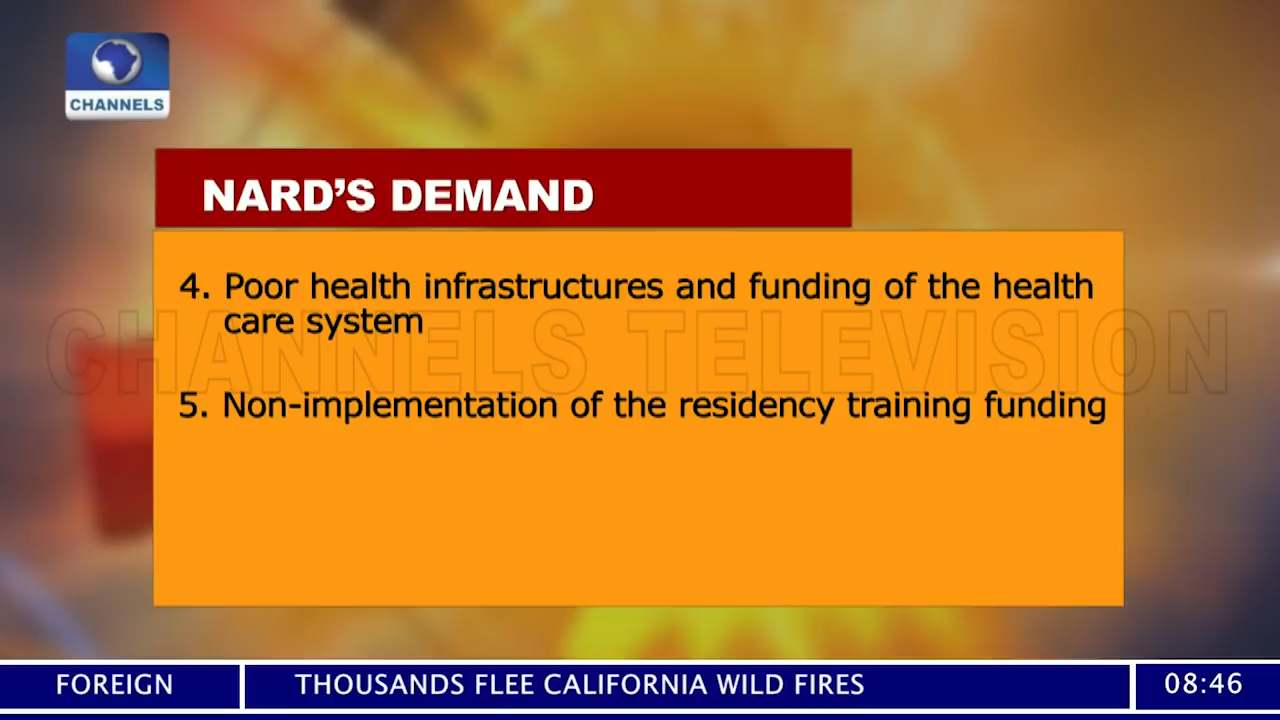 CHANNELS
NARD'S DEMAND
4. Poor health infrastructures and funding of the health
care system
CHANNELS TELEVISION
5. Non-implementation of the residency training funding
FOREIGN
THOUSANDS FLEE CALIFORNIA WILD FIRES
08:46